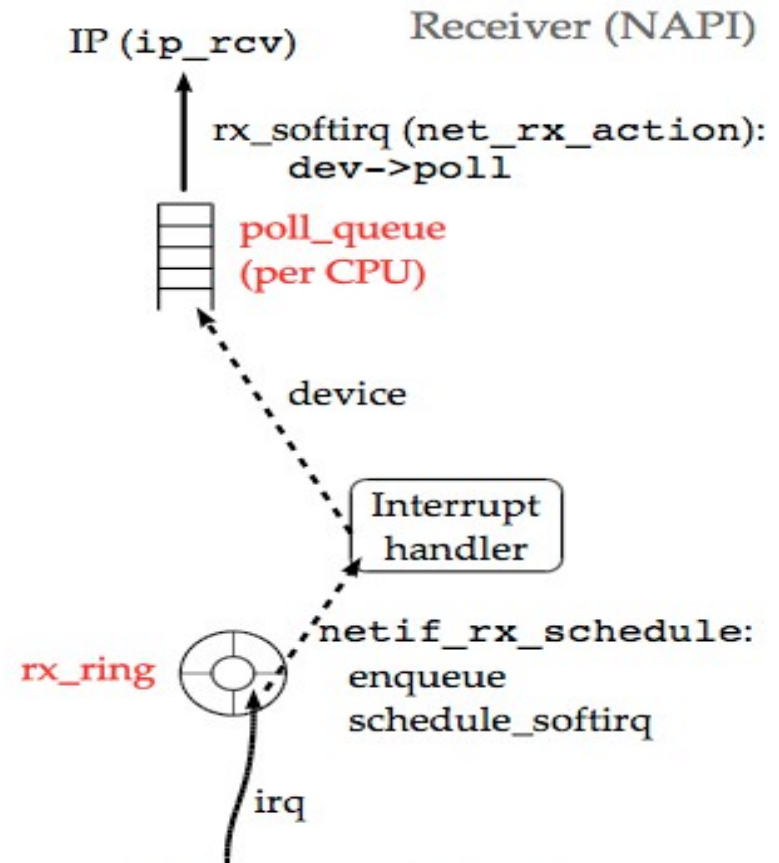 Receiver (NAPI)
IP (ip_rcv)
rx_softirq (net_rx_action):
dev->poll
poll_queue
(per CPU)
device
Interrupt
handler
netif_rx_schedule:
enqueue
schedule_softirq
rx_ring
irq